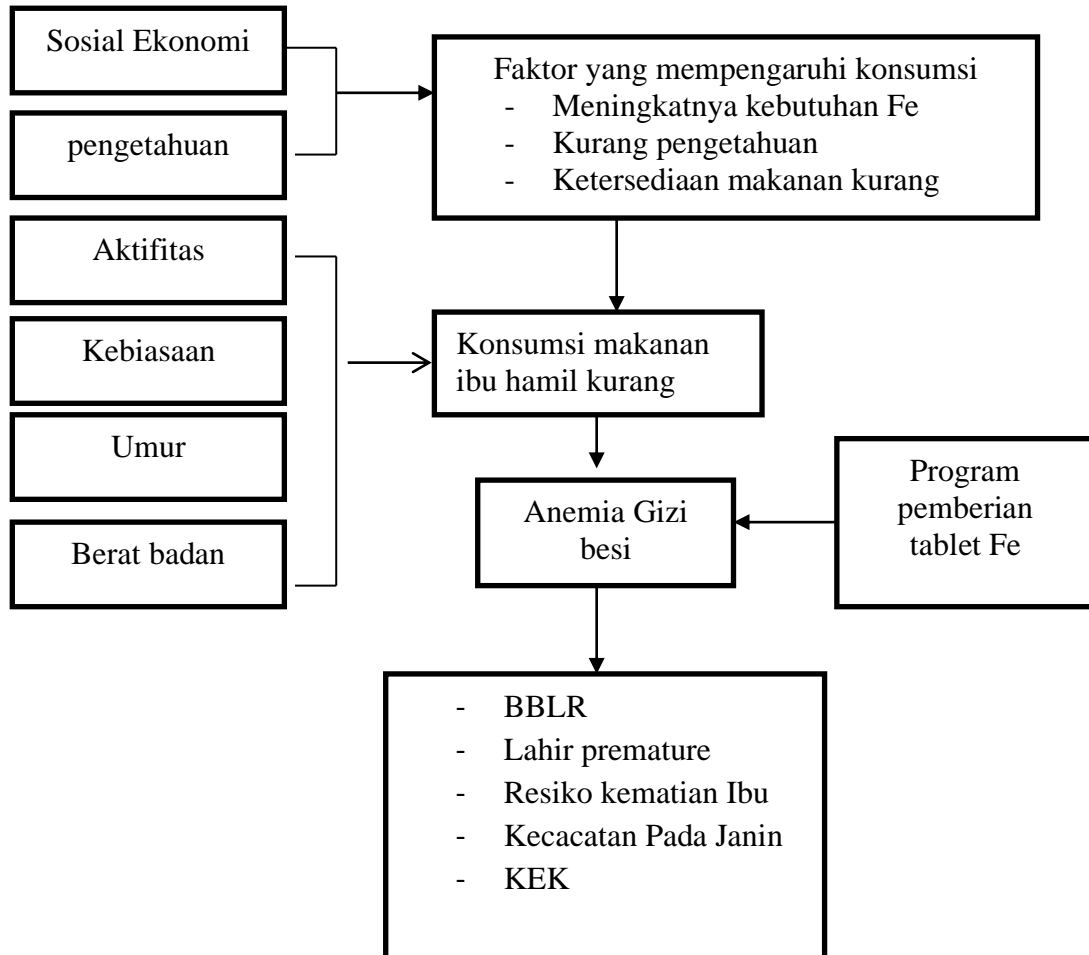 Sosial Ekonomi
pengetahuan
Aktifitas
Kebiasaan
Umur
Berat badan
Faktor yang mempengaruhi konsumsi
- Meningkatnya kebutuhan Fe
- Kurang pengetahuan
- Ketersediaan makanan kurang
Konsumsi makanan
ibu hamil kurang
Anemia Gizi
besi
Program
pemberian
tablet Fe
- BBLR
- Lahir premature
- Resiko kematian Ibu
- Kecacatan Pada Janin
- KEK